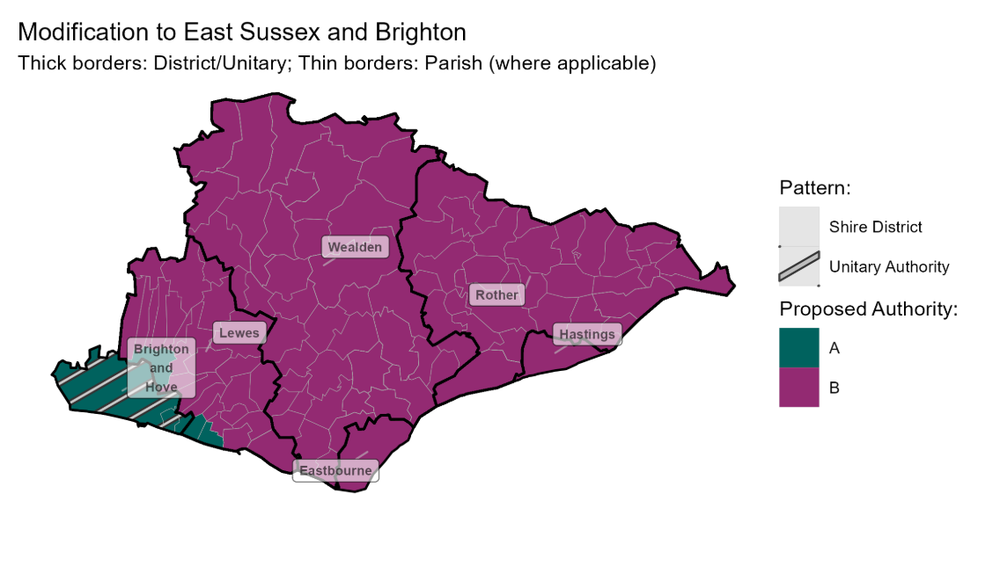 Modification to East Sussex and Brighton
Thick borders: District/Unitary; Thin borders: Parish (where applicable)
Wealden
Rother
Lewes
Hastings
Brighton
and
Hove
Eastbourne
Pattern:
Shire District
Unitary Authority
Proposed Authority:
A
B